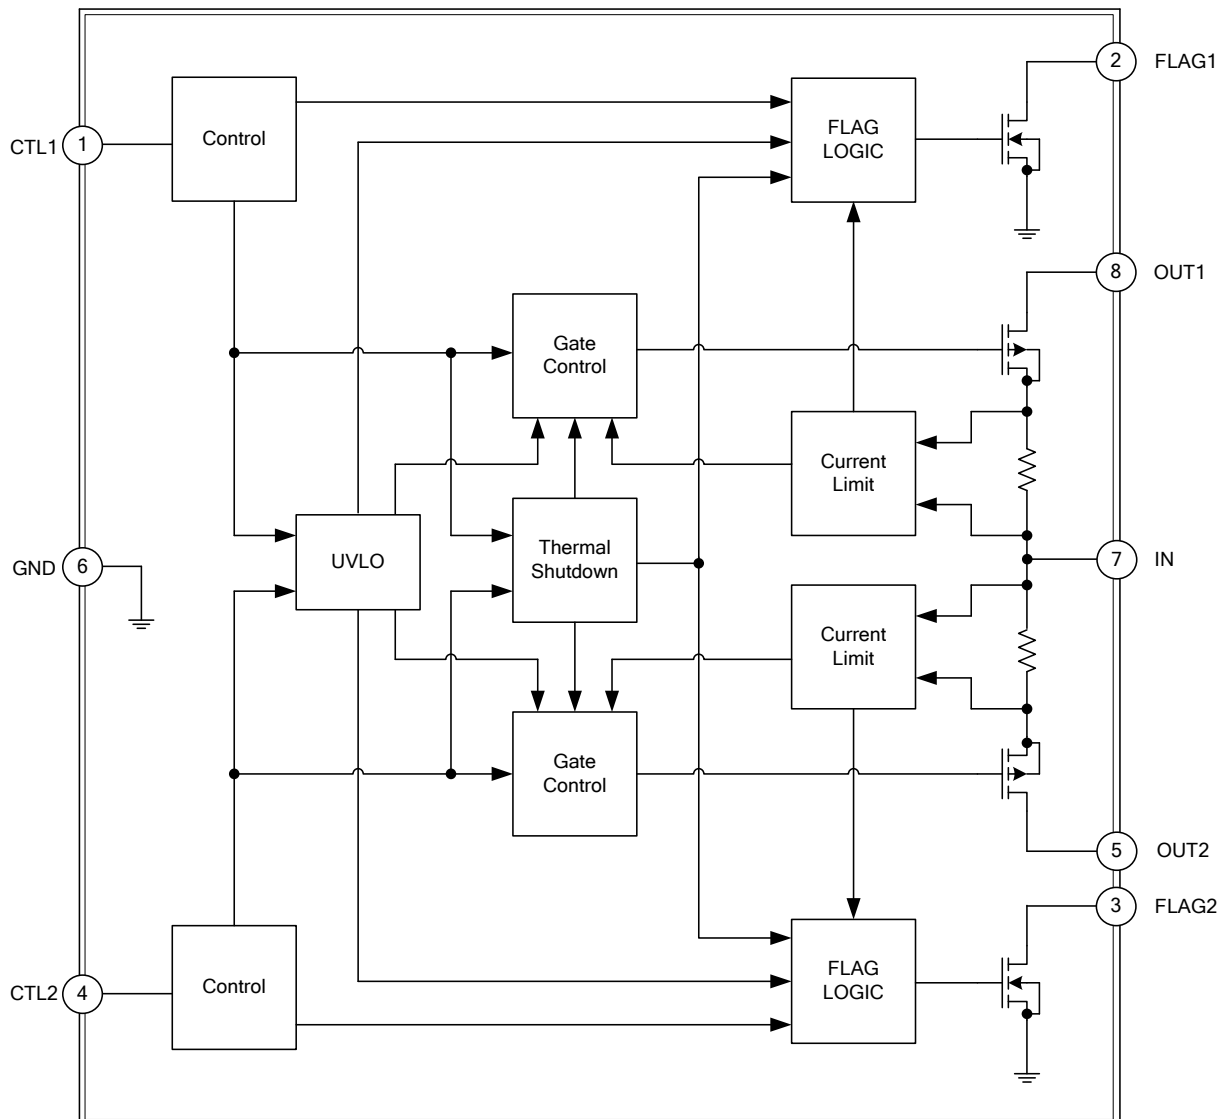 2
FLAG1
Control
FLAG
LOGIC
CTL1
1
8
OUT1
Gate
Control
Current
Limit
UVLO
Thermal
Shutdown
GND
6
7
IN
Current
Limit
Gate
Control
5
OUT2
3
FLAG2
Control
FLAG
LOGIC
CTL2
4